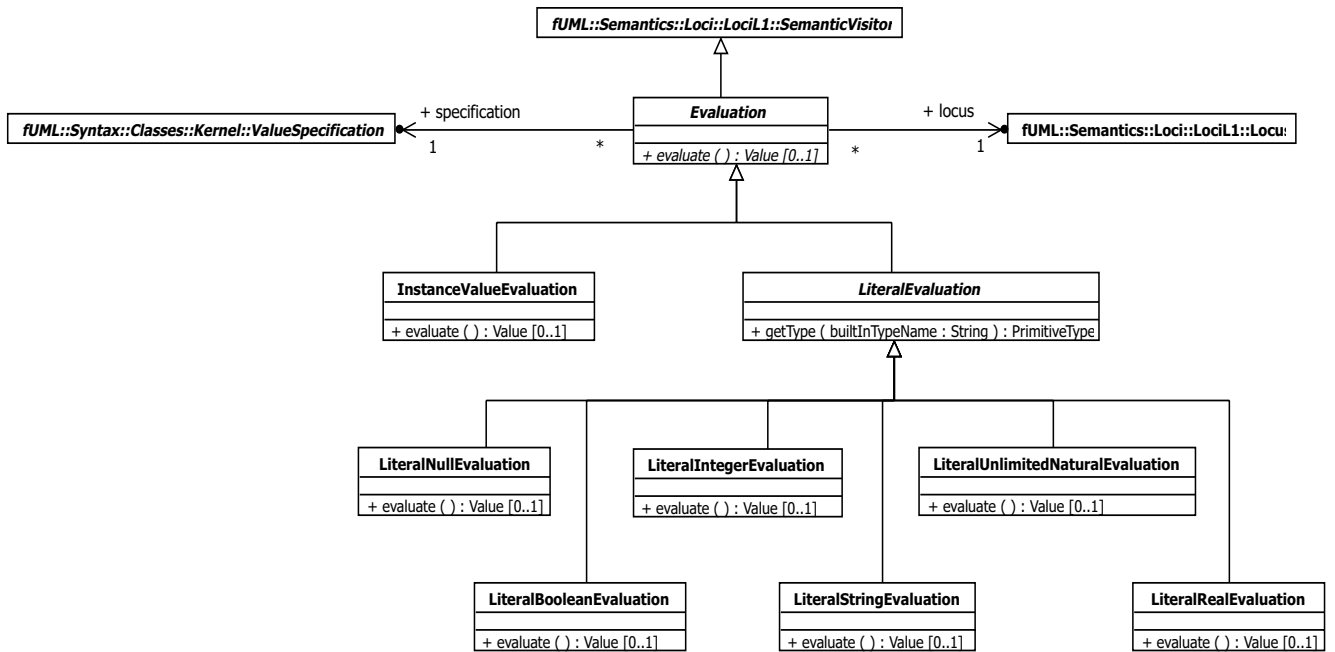 fUML::Semantics::Loci::LociL1::SemanticVisitor
+ specification
Evaluation
+ locus
fUML::Syntax::Classes::Kernel::ValueSpecification
fUML::Semantics::Loci::LociL1::Locus
1
*
+ evaluate ( ) : Value [0..1]
*
1
InstanceValueEvaluation
LiteralEvaluation
+ evaluate ( ) : Value [0..1]
+ getType ( builtInTypeName : String ) : PrimitiveType
LiteralNullEvaluation
LiteralIntegerEvaluation
LiteralUnlimitedNaturalEvaluation
+ evaluate ( ) : Value [0..1]
+ evaluate ( ) : Value [0..1]
+ evaluate ( ) : Value [0..1]
LiteralBooleanEvaluation
LiteralStringEvaluation
LiteralRealEvaluation
+ evaluate ( ) : Value [0..1]
+ evaluate ( ) : Value [0..1]
+ evaluate ( ) : Value [0..1]